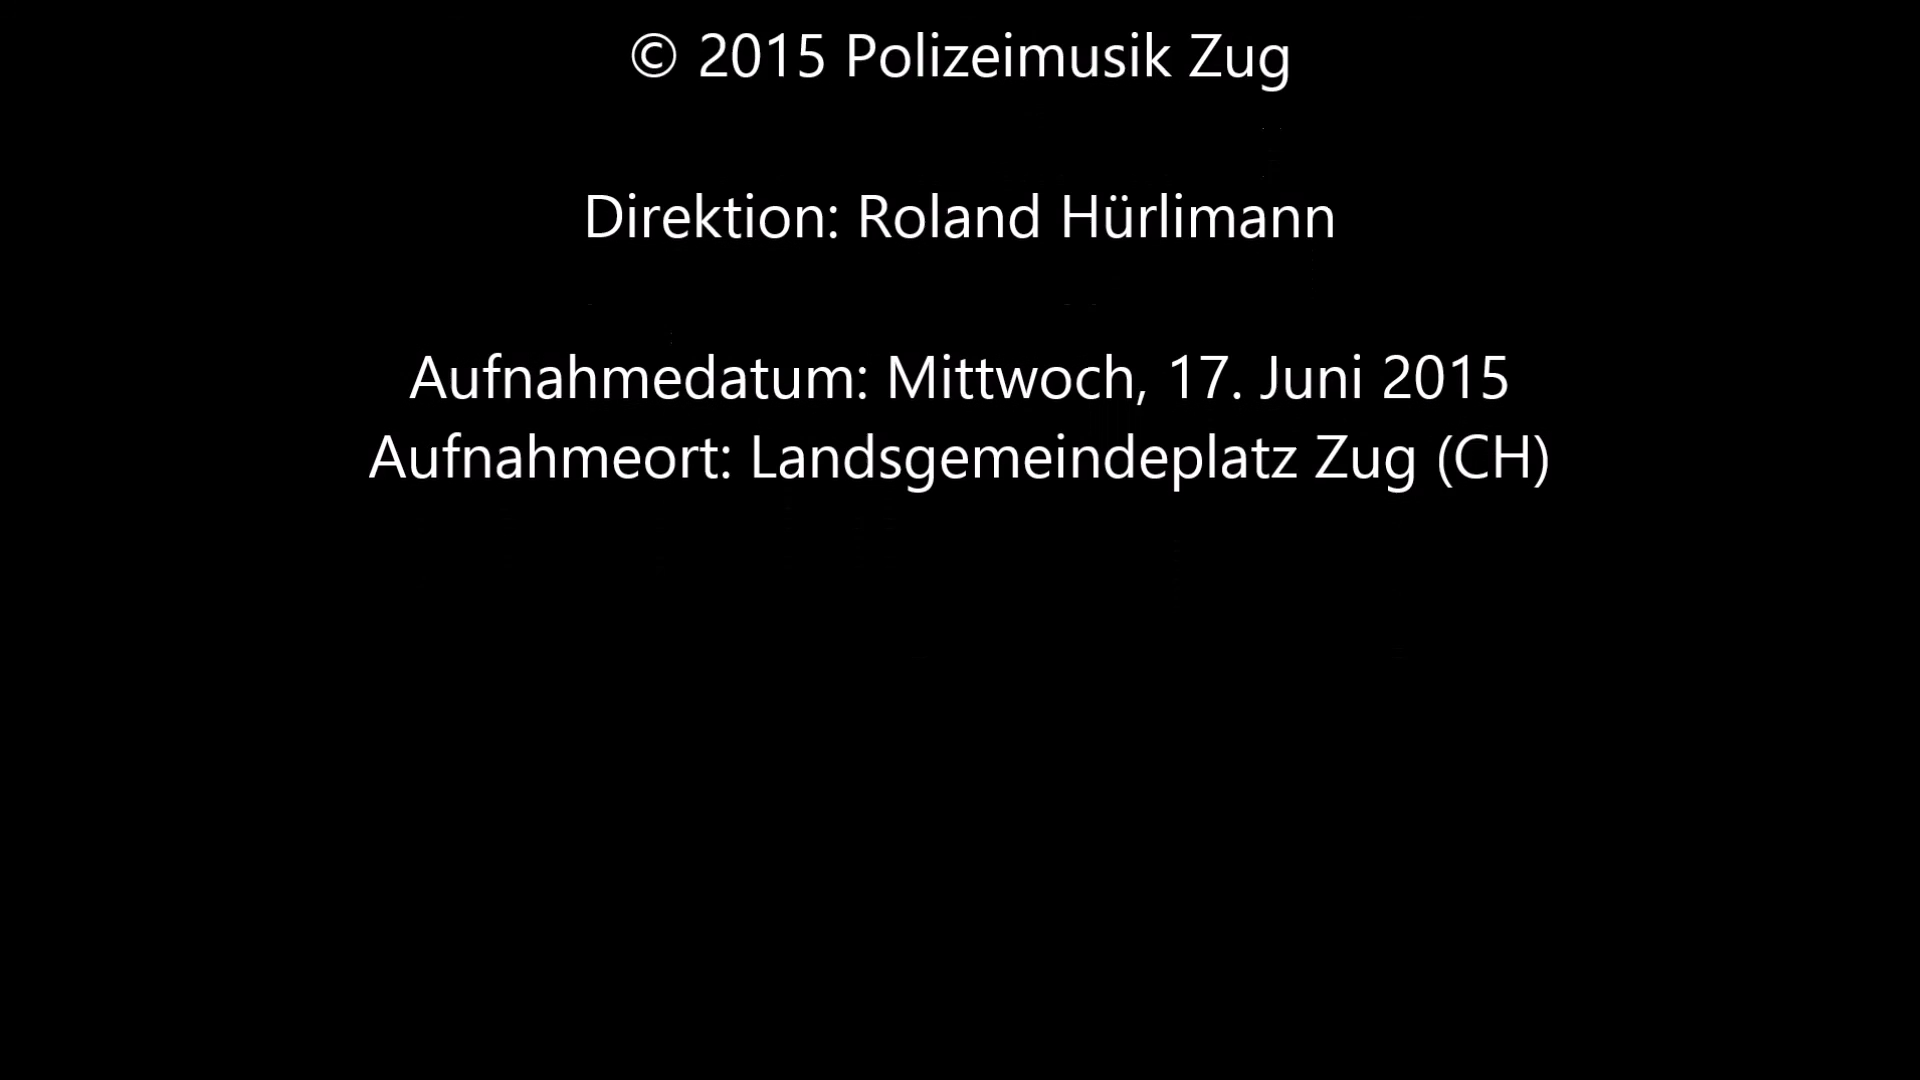 © 2015 Polizeimusik Zug
Direktion: Roland Hürlimann
Aufnahmedatum: Mittwoch, 17. Juni 2015
Aufnahmeort: Landsgemeindeplatz Zug (CH)